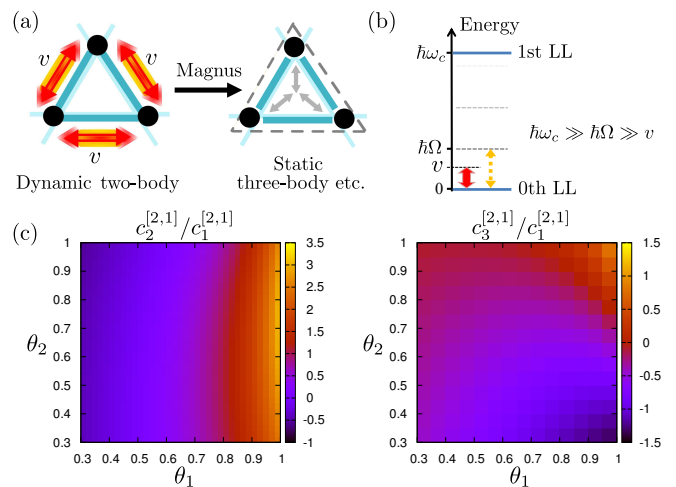 (a)
v
v
v
Magnus
Dynamic two-body
Static
three-body etc.
(b)
Energy
ℏω_c
1st LL
ℏω_c ≫ ℏΩ ≫ v
ℏΩ
v
0
0th LL
(c)
c_2^{[2,1]}/c_1^{[2,1]}
1
0.9
0.8
0.7
0.6
0.5
0.4
0.3
θ_2
0.3 0.4 0.5 0.6 0.7 0.8 0.9 1
θ_1
3.5
3
2.5
2
1.5
1
0.5
0
-0.5
-1
c_3^{[2,1]}/c_1^{[2,1]}
1
0.9
0.8
0.7
0.6
0.5
0.4
0.3
θ_2
0.3 0.4 0.5 0.6 0.7 0.8 0.9 1
θ_1
1.5
1
0.5
0
-0.5
-1
-1.5